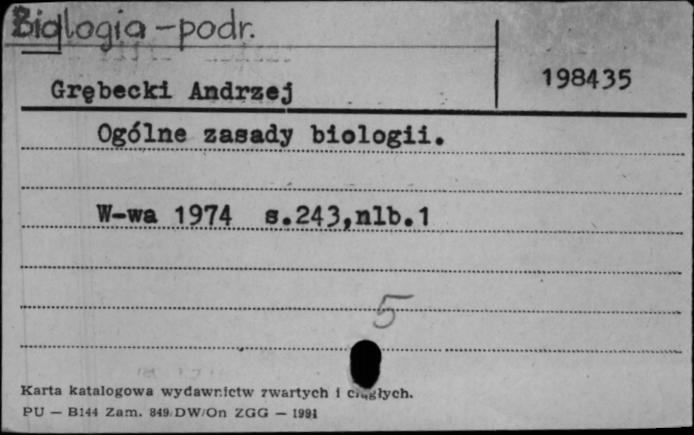 Biologia - podr.
198435
Grębecki Andrzej
Ogólne zasady biologii.
W-wa 1974 s.243,nlb.1
5
Karta katalogowa wydawnictw zwartych i ciągłych.
PU — B144 Zam. 849/DW/On ZGG — 1981